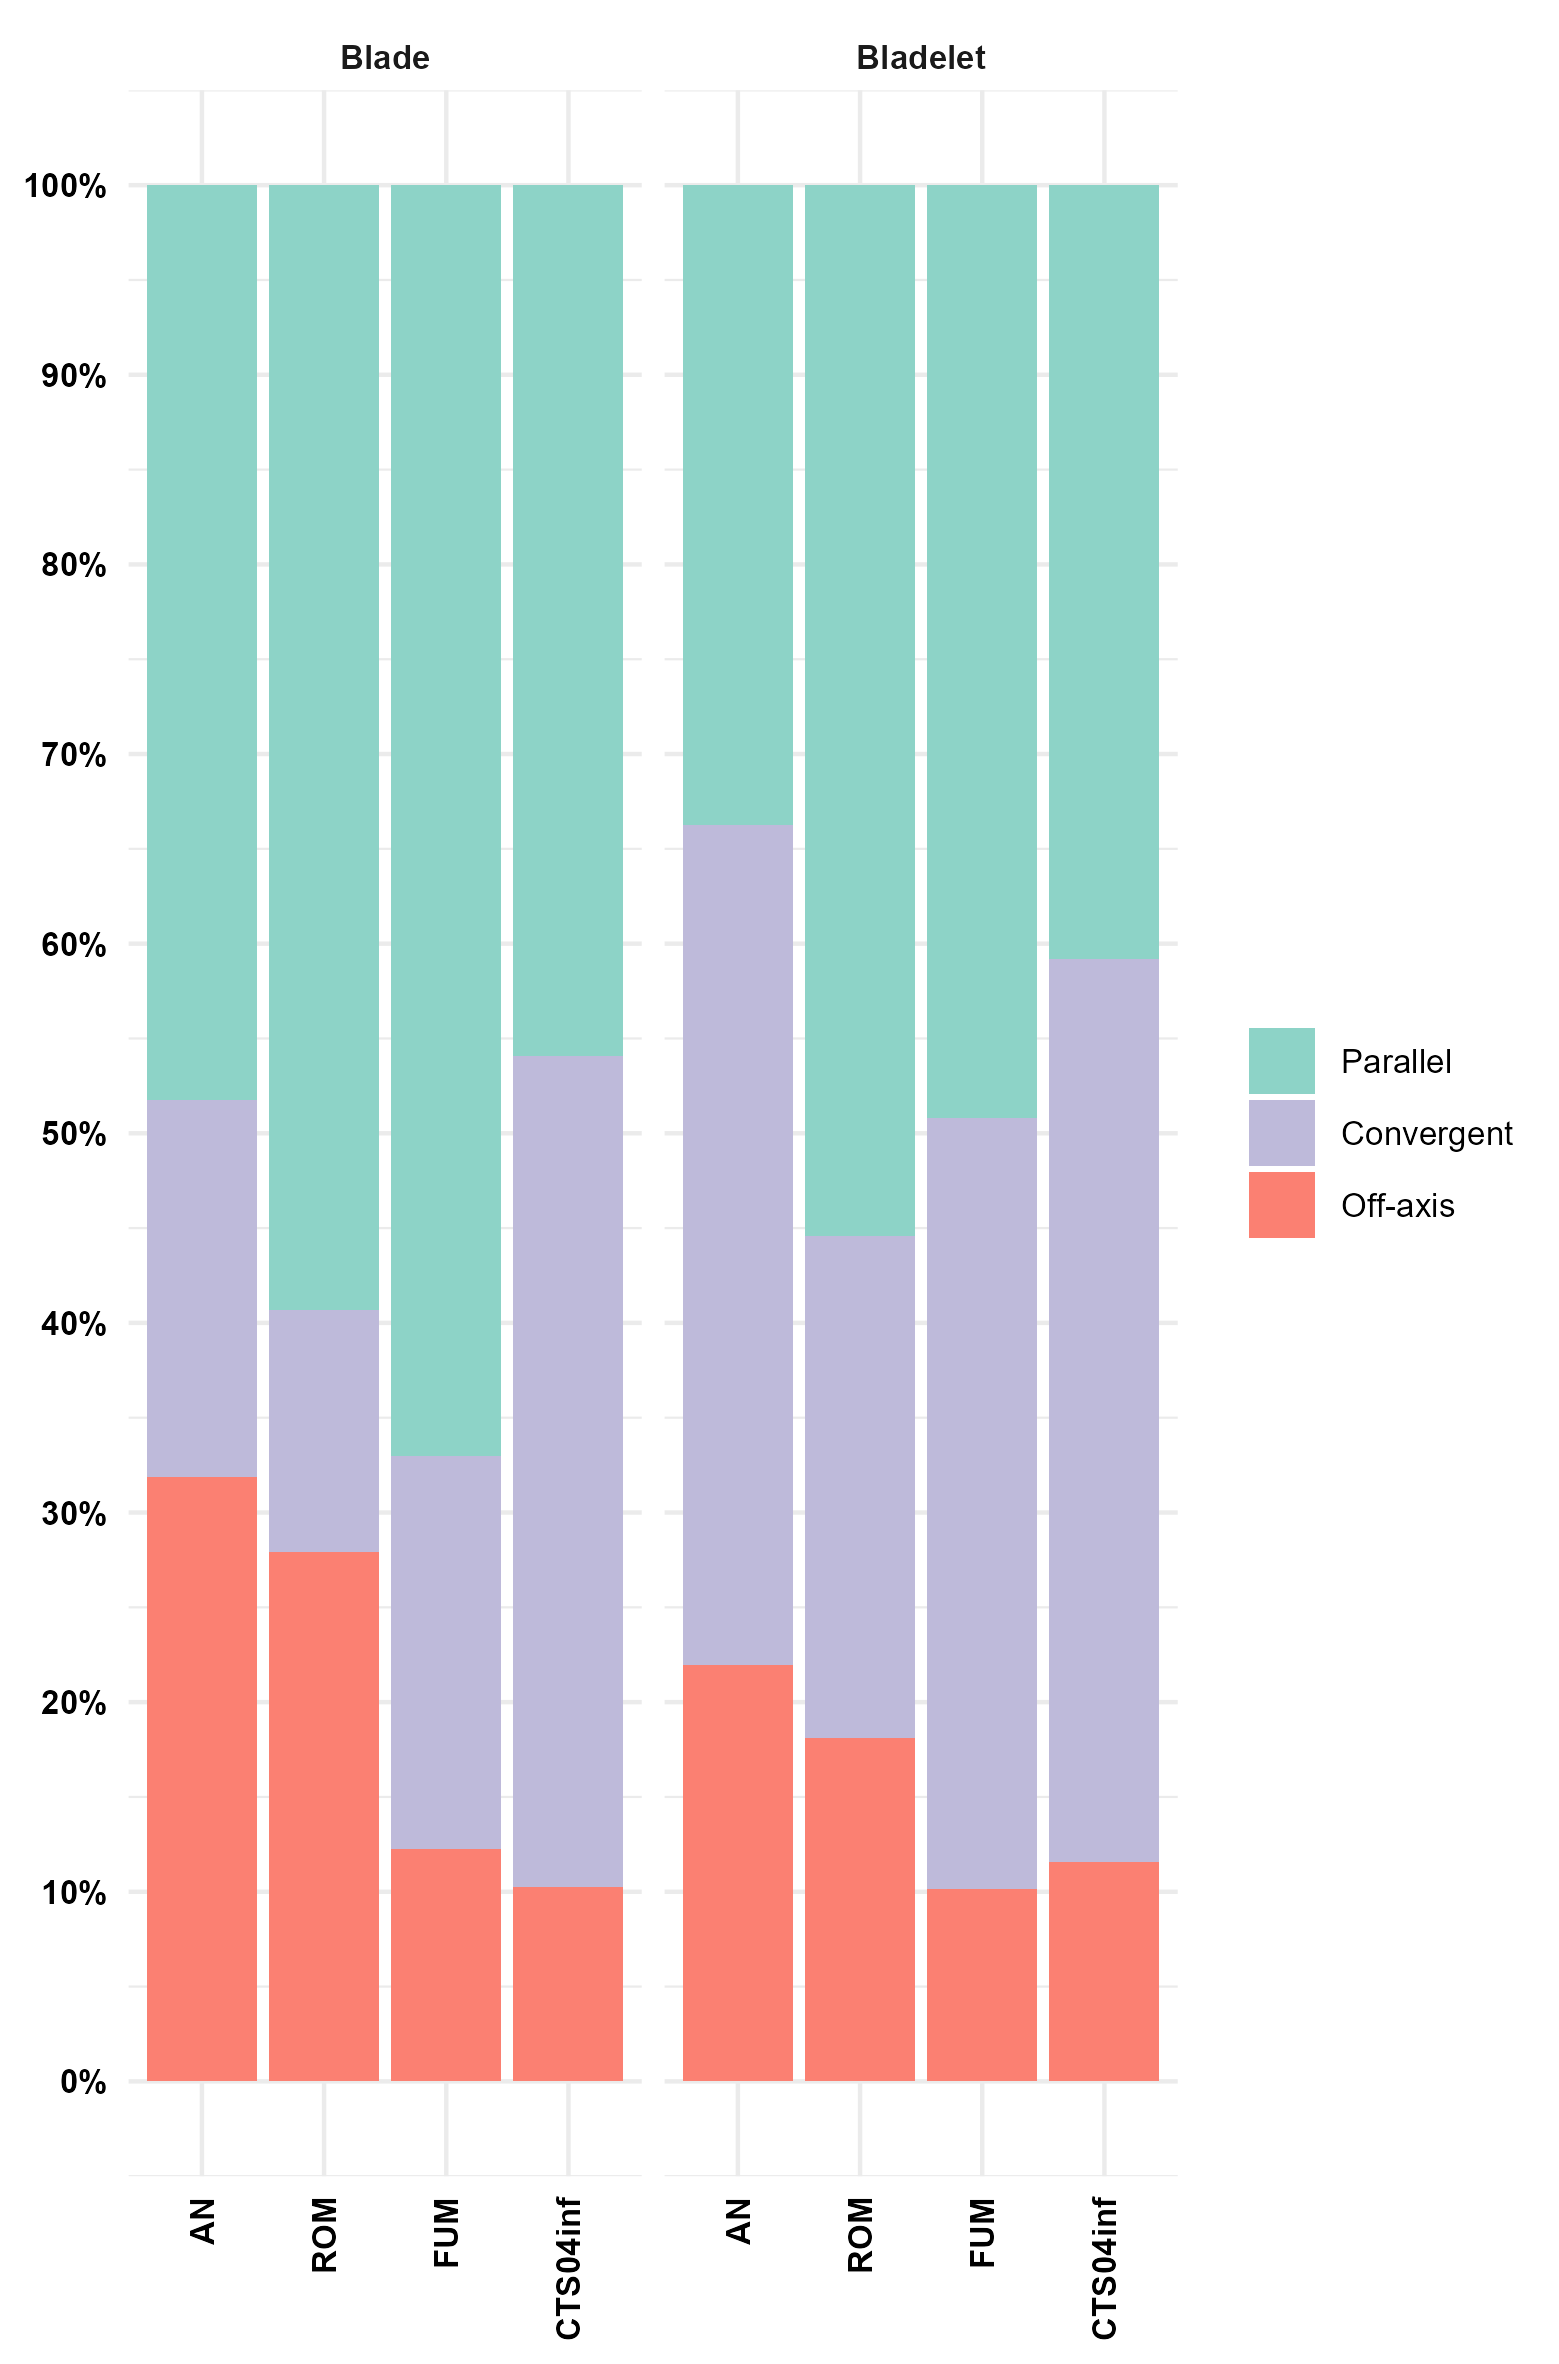 Blade
Bladelet
100%
90%
80%
70%
60%
50%
40%
30%
20%
10%
0%
AN
ROM
FUM
CTS04inf
AN
ROM
FUM
CTS04inf
Parallel
Convergent
Off-axis